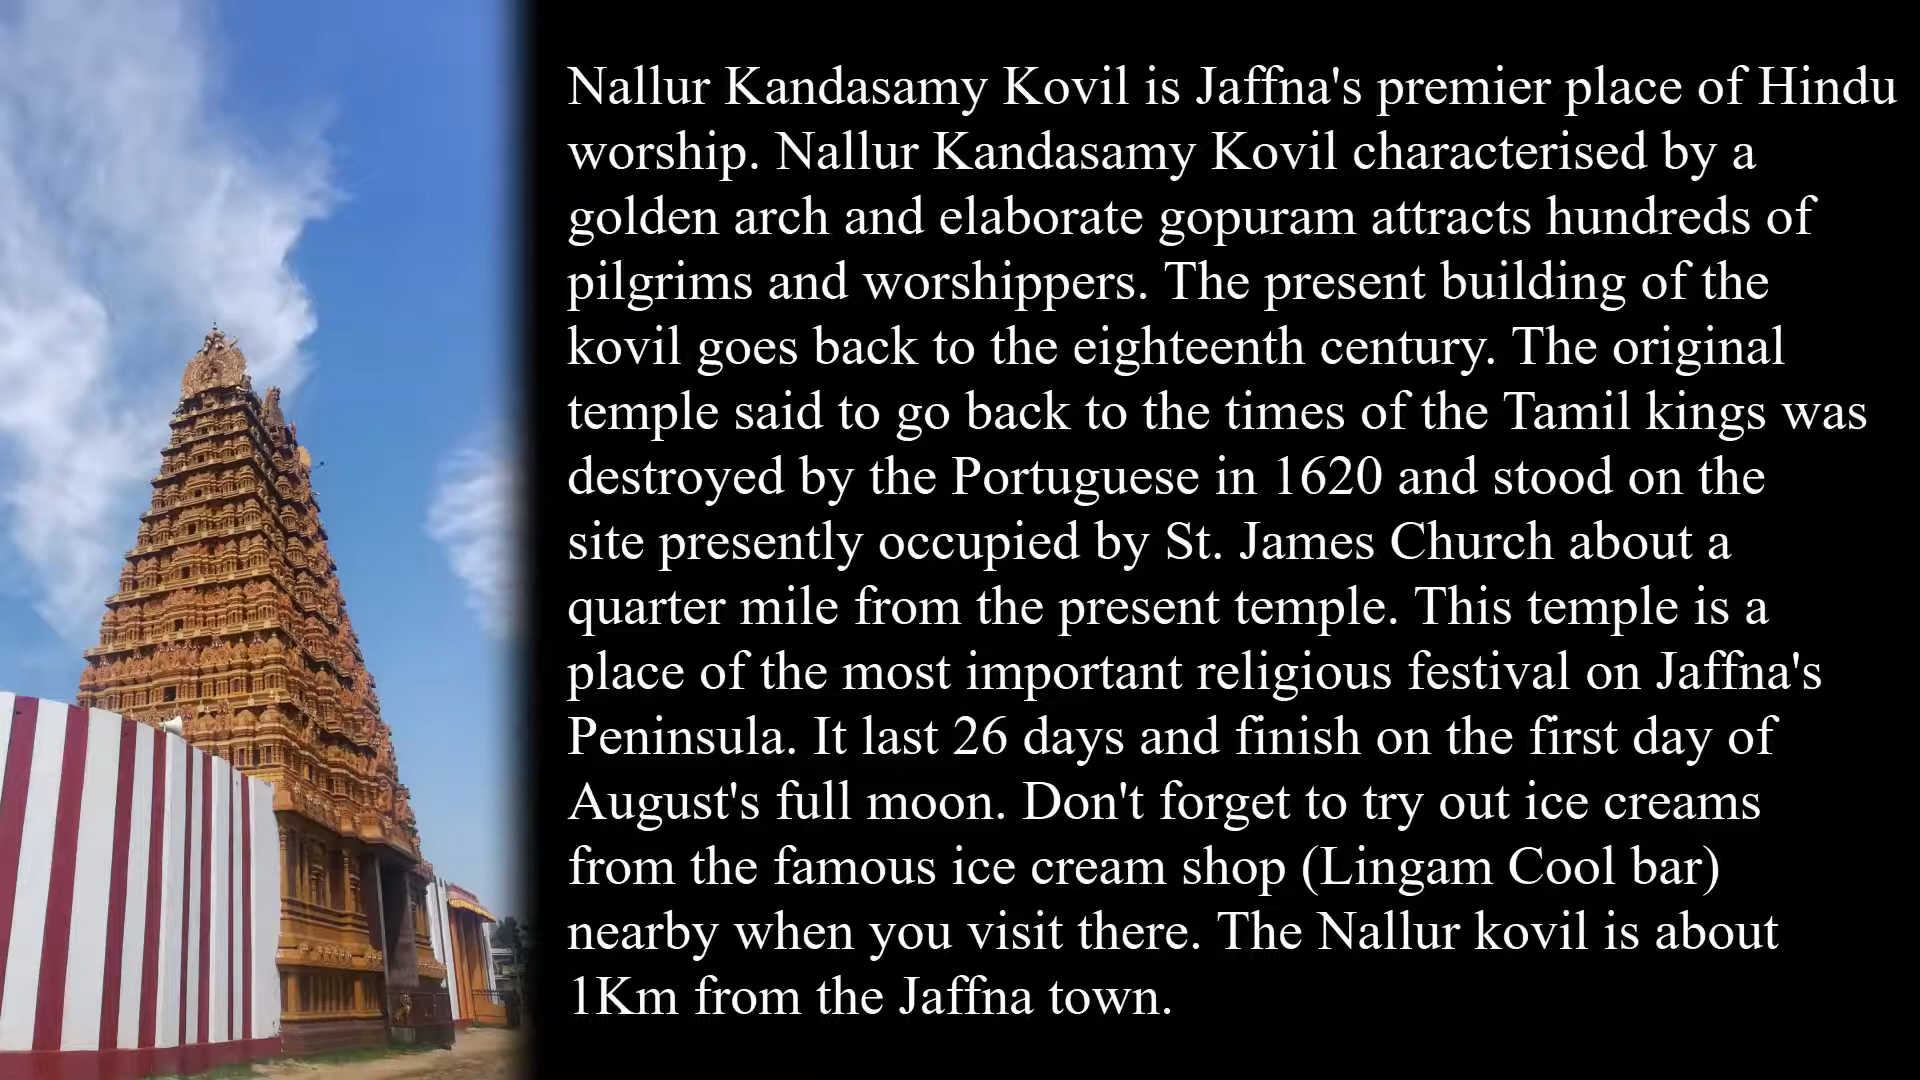 Nallur Kandasamy Kovil is Jaffna's premier place of Hindu
worship. Nallur Kandasamy Kovil characterised by a
golden arch and elaborate gopuram attracts hundreds of
pilgrims and worshippers. The present building of the
kovil goes back to the eighteenth century. The original
temple said to go back to the times of the Tamil kings was
destroyed by the Portuguese in 1620 and stood on the
site presently occupied by St. James Church about a
quarter mile from the present temple. This temple is a
place of the most important religious festival on Jaffna's
Peninsula. It last 26 days and finish on the first day of
August's full moon. Don't forget to try out ice creams
from the famous ice cream shop (Lingam Cool bar)
nearby when you visit there. The Nallur kovil is about
1Km from the Jaffna town.